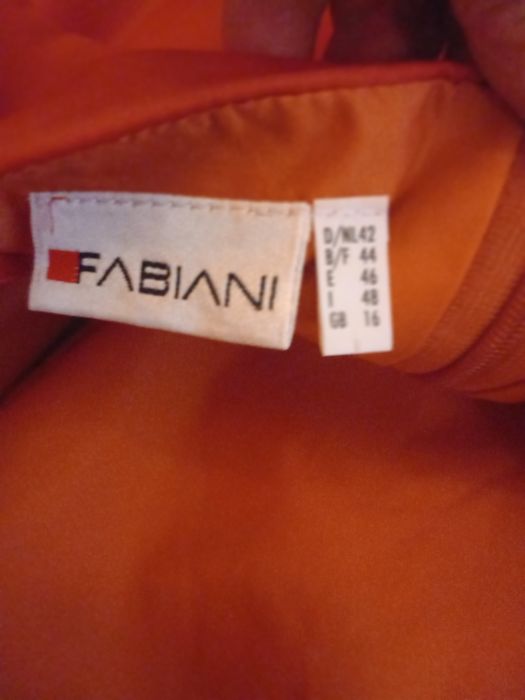 FABIANI
D/NL 42
B/F 44
E 46
I 48
GB 16